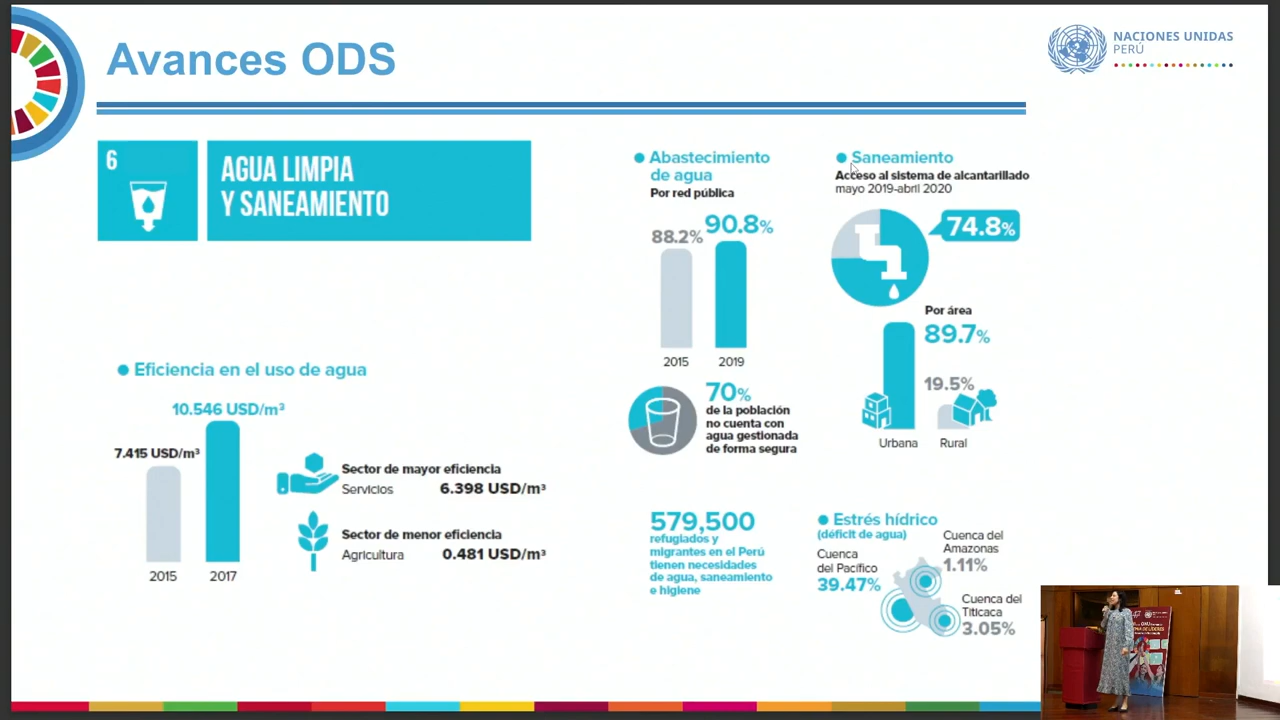 Avances ODS
NACIONES UNIDAS
PERÚ
6
AGUA LIMPIA
Y SANEAMIENTO
Eficiencia en el uso de agua
10.546 USD/m³
7.415 USD/m³
2015
2017
Sector de mayor eficiencia
Servicios 6.398 USD/m³
Sector de menor eficiencia
Agricultura 0.481 USD/m³
Abastecimiento
de agua
Por red pública
88.2%
90.8%
2015
2019
70%
de la población
no cuenta con
agua gestionada
de forma segura
579,500
refugiados y
migrantes en el Perú
tienen necesidades
de agua, saneamiento
e higiene
Saneamiento
Acceso al sistema de alcantarillado
mayo 2019-abril 2020
74.8%
Por área
89.7%
19.5%
Urbana
Rural
Estrés hídrico
(déficit de agua)
Cuenca
del Pacífico
39.47%
Cuenca del
Amazonas
1.11%
Cuenca del
Titicaca
3.05%